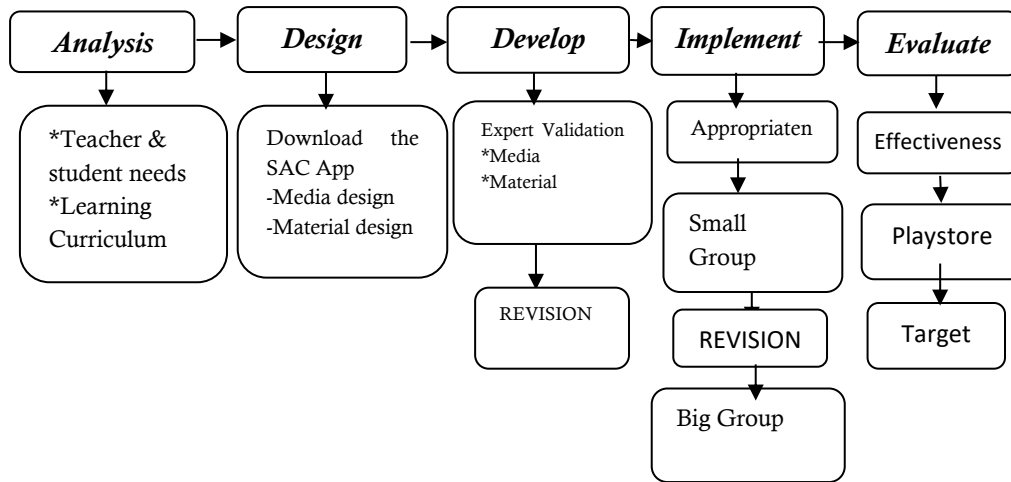 Analysis
Design
Develop
Implement
Evaluate
*Teacher &
student needs
*Learning
Curriculum
Download the
SAC App
-Media design
-Material design
Expert Validation
*Media
*Material
REVISION
Appropriaten
Small
Group
REVISION
Big Group
Effectiveness
Playstore
Target